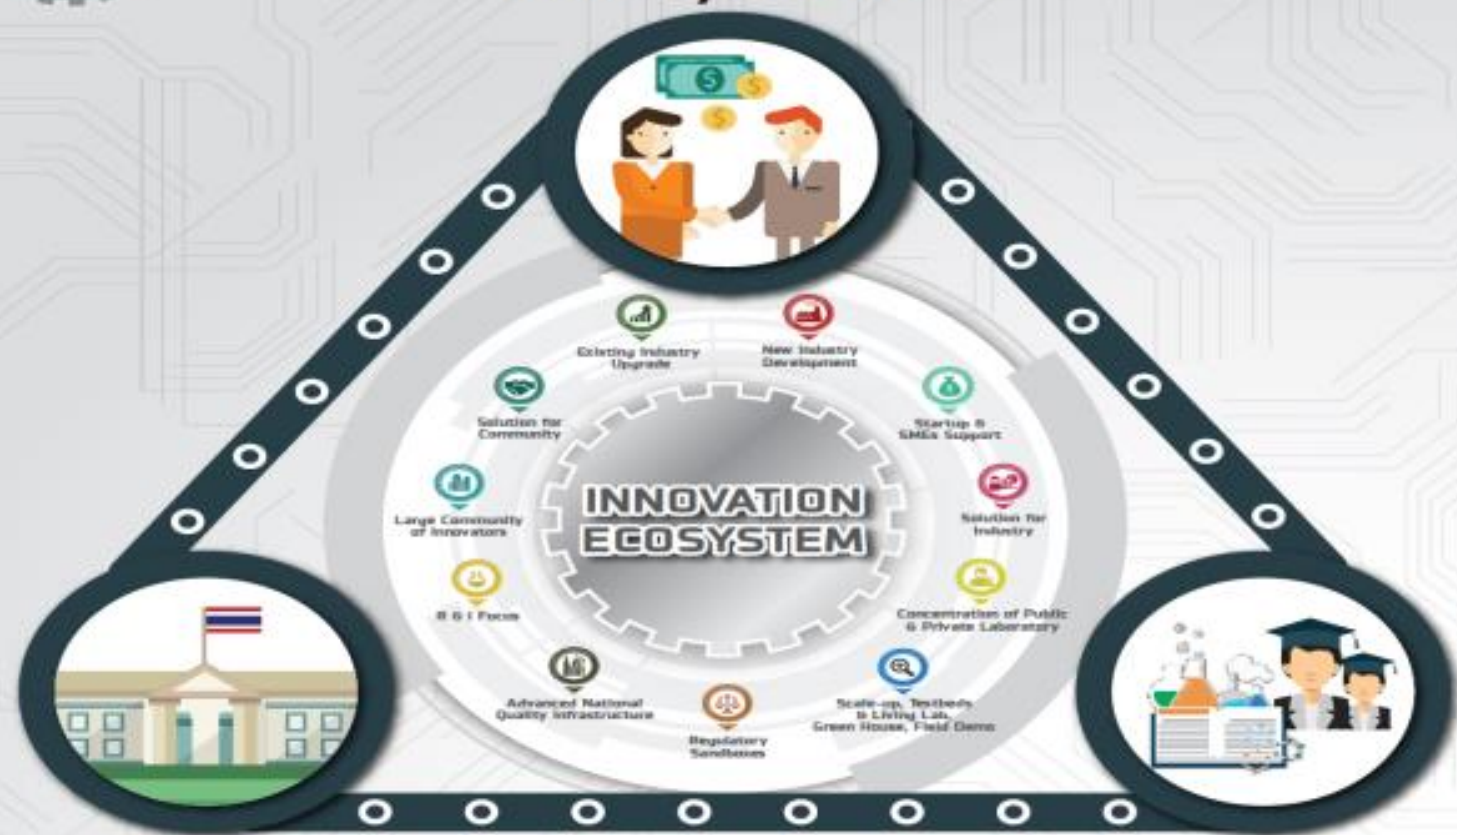 Existing Industry
Upgrade
New Industry
Development
Solution for
Community
Startup &
SMEs Support
Large Community
of Innovators
INNOVATION
ECOSYSTEM
Solution for
Industry
R & I Focus
Concentration of Public
& Private Laboratory
Advanced National
Quality Infrastructure
Regulatory
Sandboxes
Scale-up, Testbeds
& Living Lab,
Green House, Field Demo